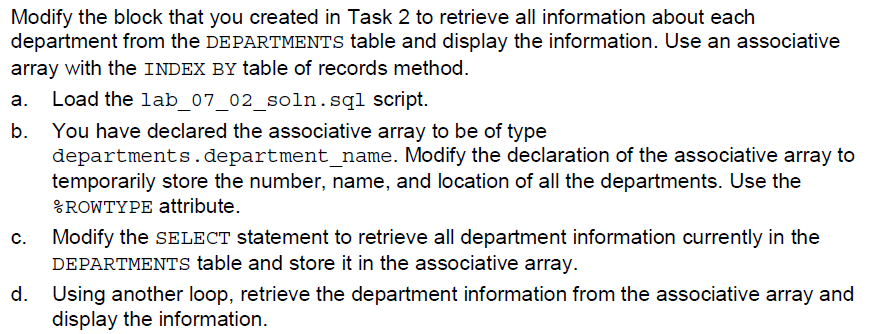 Modify the block that you created in Task 2 to retrieve all information about each
department from the DEPARTMENTS table and display the information. Use an associative
array with the INDEX BY table of records method.
a. Load the lab_07_02_soln.sql script.
b. You have declared the associative array to be of type
departments.department_name. Modify the declaration of the associative array to
temporarily store the number, name, and location of all the departments. Use the
%ROWTYPE attribute.
c. Modify the SELECT statement to retrieve all department information currently in the
DEPARTMENTS table and store it in the associative array.
d. Using another loop, retrieve the department information from the associative array and
display the information.